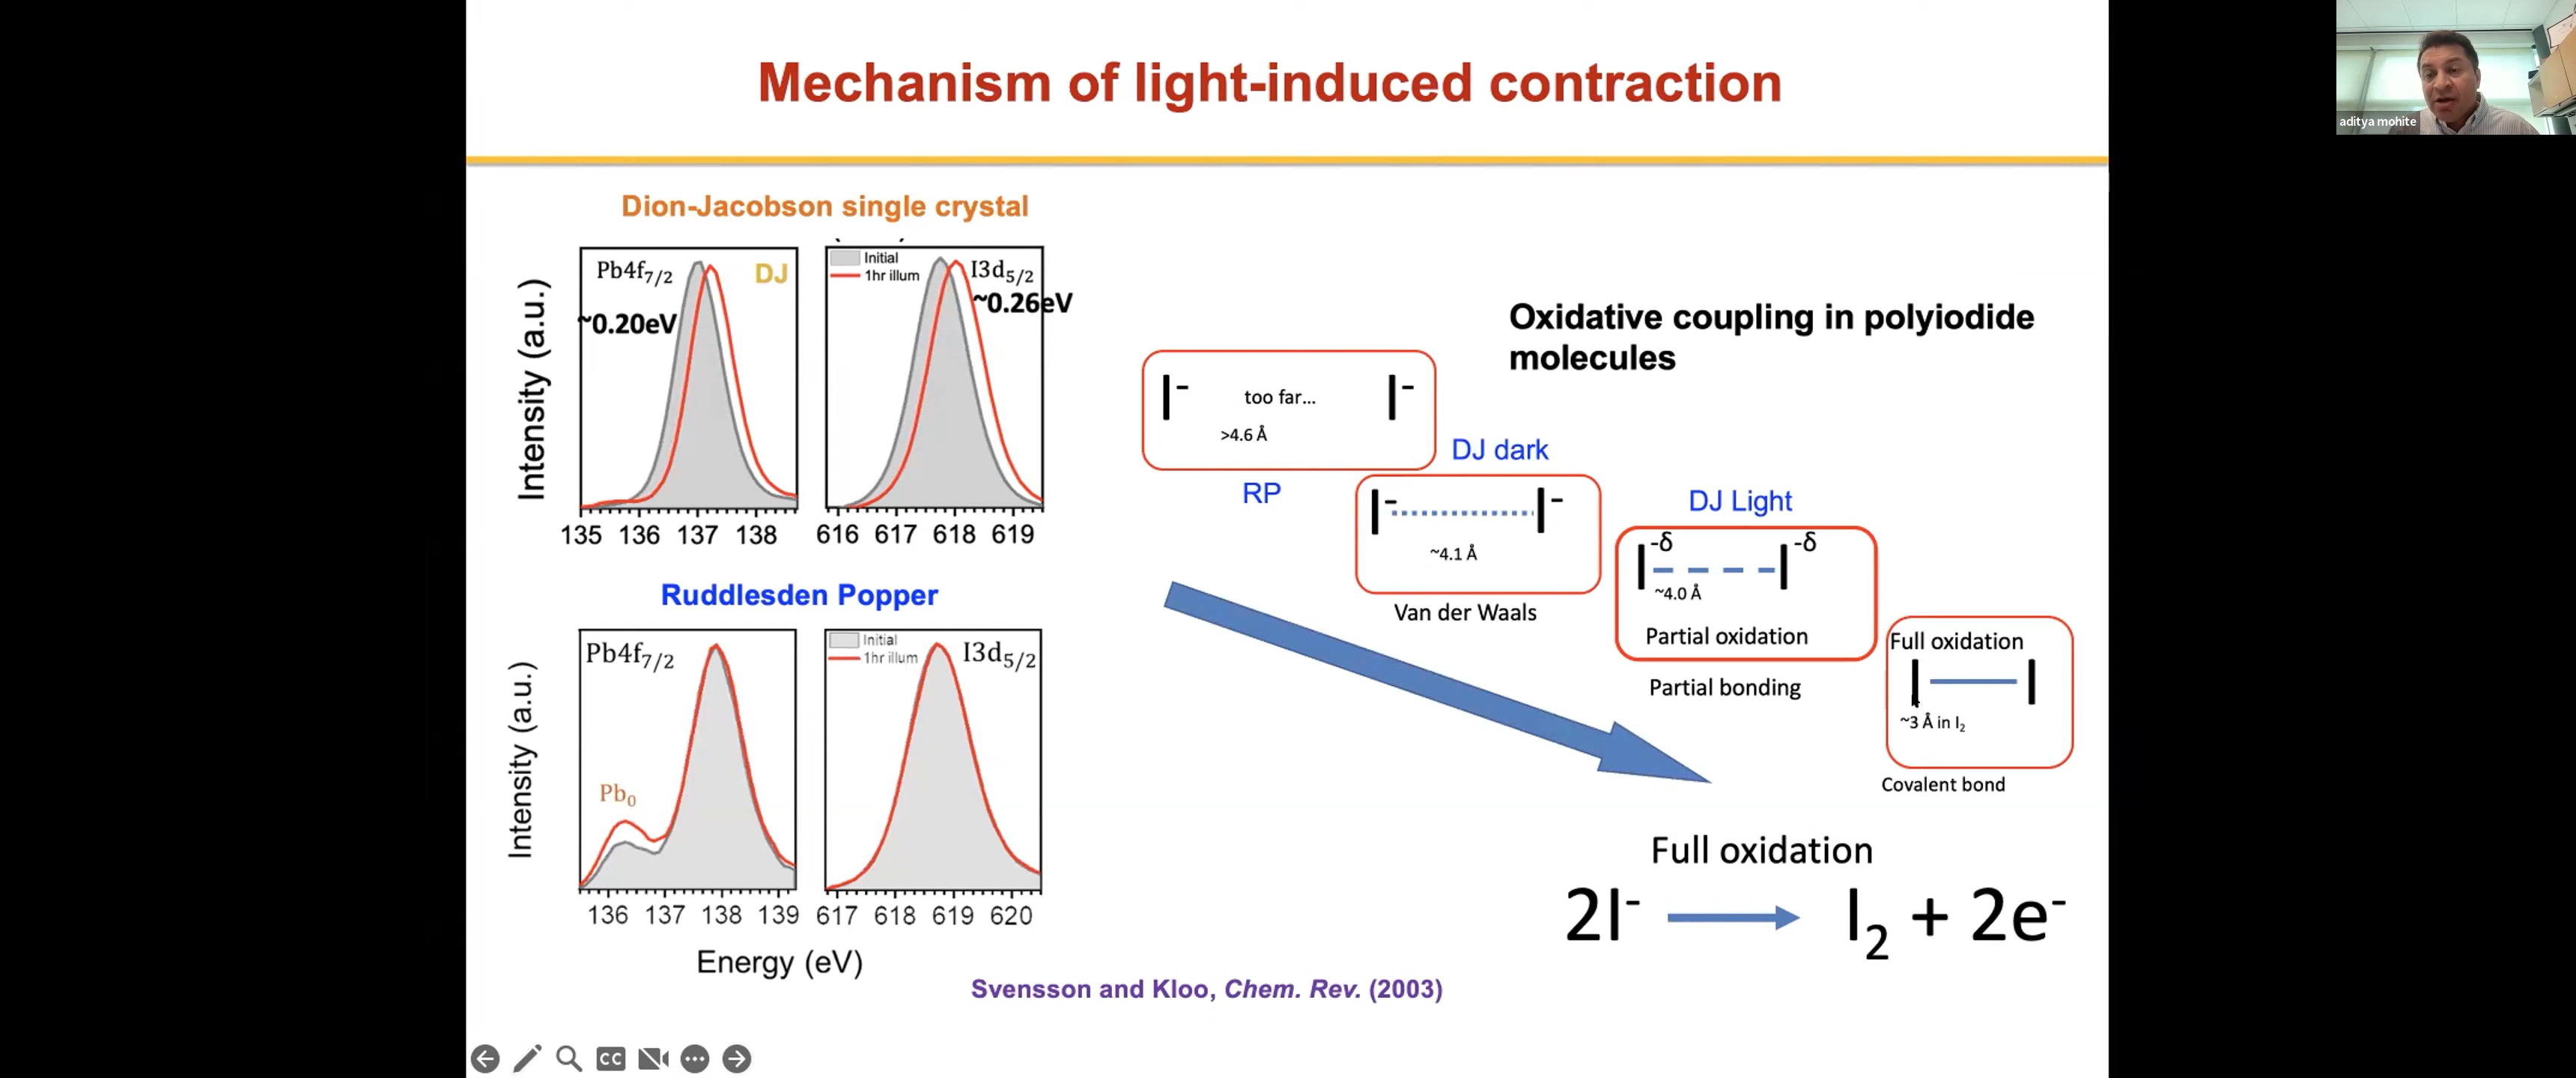 Mechanism of light-induced contraction
aditya mohite
Dion-Jacobson single crystal
Intensity (a.u.)
Pb4f7/2
DJ
~0.20eV
135 136 137 138
Initial
1hr illum
I3d5/2
~0.26eV
616 617 618 619
Ruddlesden Popper
Intensity (a.u.)
Pb4f7/2
Pb0
136 137 138 139
Initial
1hr illum
I3d5/2
617 618 619 620
Energy (eV)
Oxidative coupling in polyiodide
molecules
I- too far... I-
>4.6 Å
RP
DJ dark
I- I-
~4.1 Å
Van der Waals
DJ Light
I-δ I-δ
~4.0 Å
Partial oxidation
Partial bonding
Full oxidation
I I
~3 Å in I2
Covalent bond
Full oxidation
2I- → I2 + 2e-
Svensson and Kloo, Chem. Rev. (2003)
CC